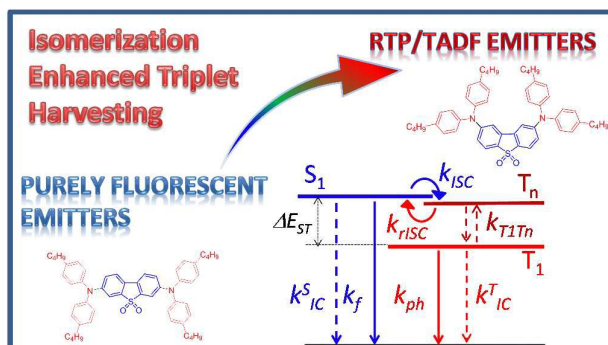 Isomerization
Enhanced Triplet
Harvesting
RTP/TADF EMITTERS
C4H9
C4H9
C4H9
C4H9
N
N
S
O
O
PURELY FLUORESCENT
EMITTERS
C4H9
C4H9
N
N
S
O
O
C4H9
C4H9
S1
kISC
Tn
ΔEST
krISC
kT1Tn
T1
kSIC
kf
kph
kTIC